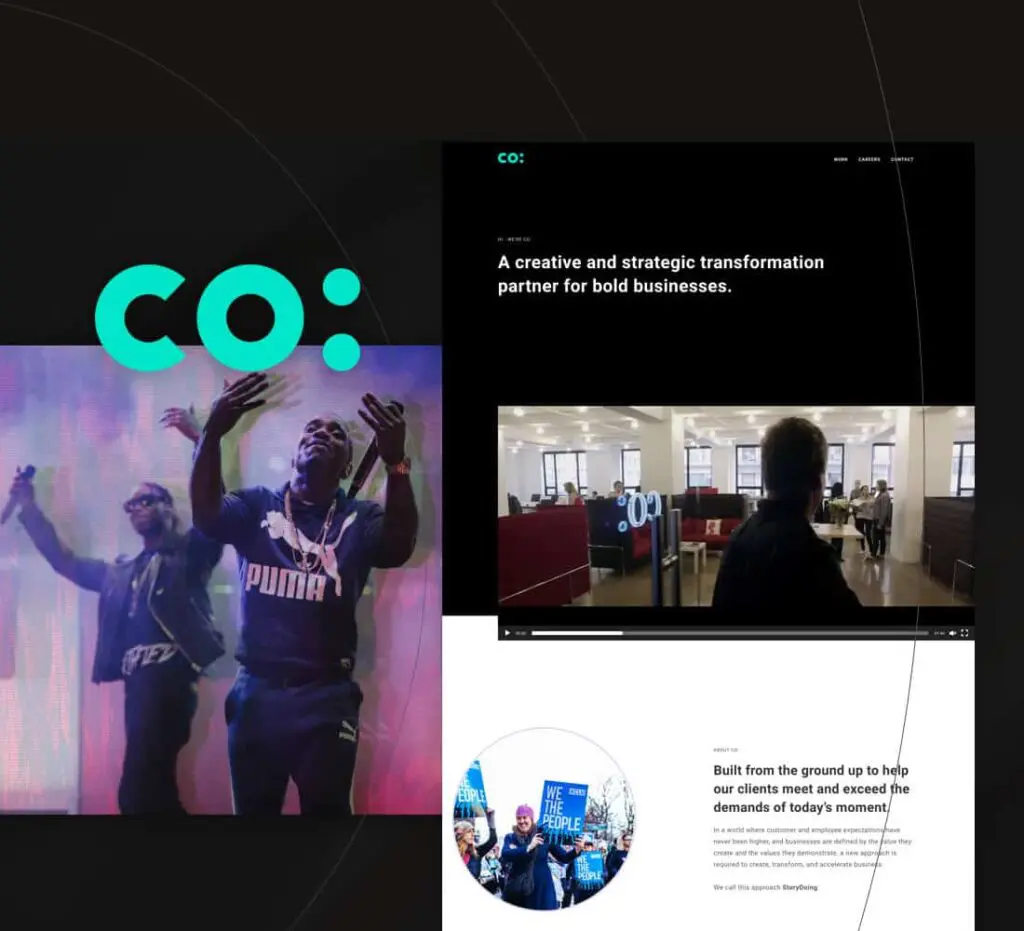 co:
WORK CAREERS CONTACT
HI - WE'RE CO:
A creative and strategic transformation
partner for bold businesses.
co:
PUMA
WE
THE
PEOPLE
WE
THE
PEOPLE
ABOUT CO:
Built from the ground up to help
our clients meet and exceed the
demands of today's moment.
In a world where customer and employee expectations have
never been higher, and businesses are defined by the value they
create and the values they demonstrate, a new approach is
required to create, transform, and accelerate business.
We call this approach StoryDoing.